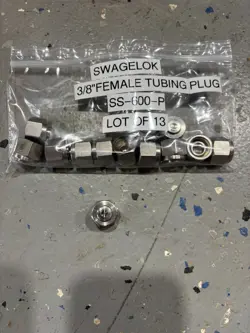 SWAGELOK
3/8"FEMALE TUBING PLUG
SS-600-P
LOT OF 13